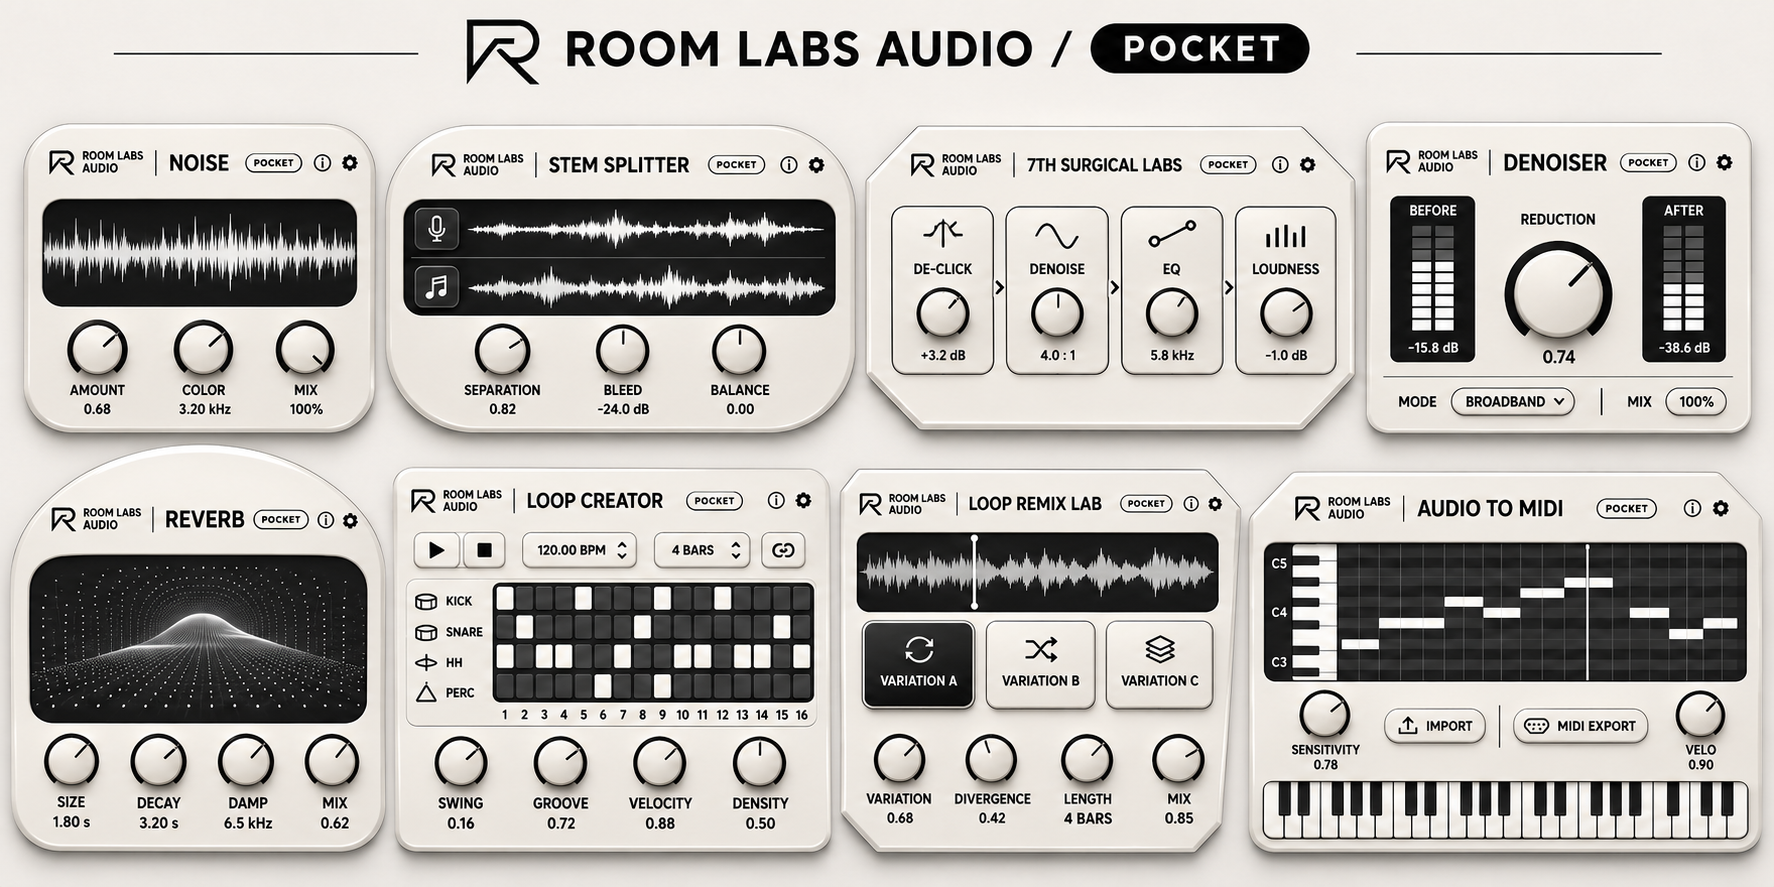 ROOM LABS AUDIO / POCKET
ROOM LABS
AUDIO
NOISE
POCKET
AMOUNT
0.68
COLOR
3.20 kHz
MIX
100%
ROOM LABS
AUDIO
STEM SPLITTER
POCKET
SEPARATION
0.82
BLEED
-24.0 dB
BALANCE
0.00
ROOM LABS
AUDIO
7TH SURGICAL LABS
POCKET
DE-CLICK
+3.2 dB
DENOISE
4.0 : 1
EQ
5.8 kHz
LOUDNESS
-1.0 dB
ROOM LABS
AUDIO
DENOISER
POCKET
BEFORE
-15.8 dB
REDUCTION
0.74
AFTER
-38.6 dB
MODE
BROADBAND
MIX
100%
ROOM LABS
AUDIO
REVERB
POCKET
SIZE
1.80 s
DECAY
3.20 s
DAMP
6.5 kHz
MIX
0.62
ROOM LABS
AUDIO
LOOP CREATOR
POCKET
120.00 BPM
4 BARS
KICK
SNARE
HH
PERC
1 2 3 4 5 6 7 8 9 10 11 12 13 14 15 16
SWING
0.16
GROOVE
0.72
VELOCITY
0.88
DENSITY
0.50
ROOM LABS
AUDIO
LOOP REMIX LAB
POCKET
VARIATION A
VARIATION B
VARIATION C
VARIATION
0.68
DIVERGENCE
0.42
LENGTH
4 BARS
MIX
0.85
ROOM LABS
AUDIO
AUDIO TO MIDI
POCKET
C5
C4
C3
SENSITIVITY
0.78
IMPORT
MIDI EXPORT
VELO
0.90